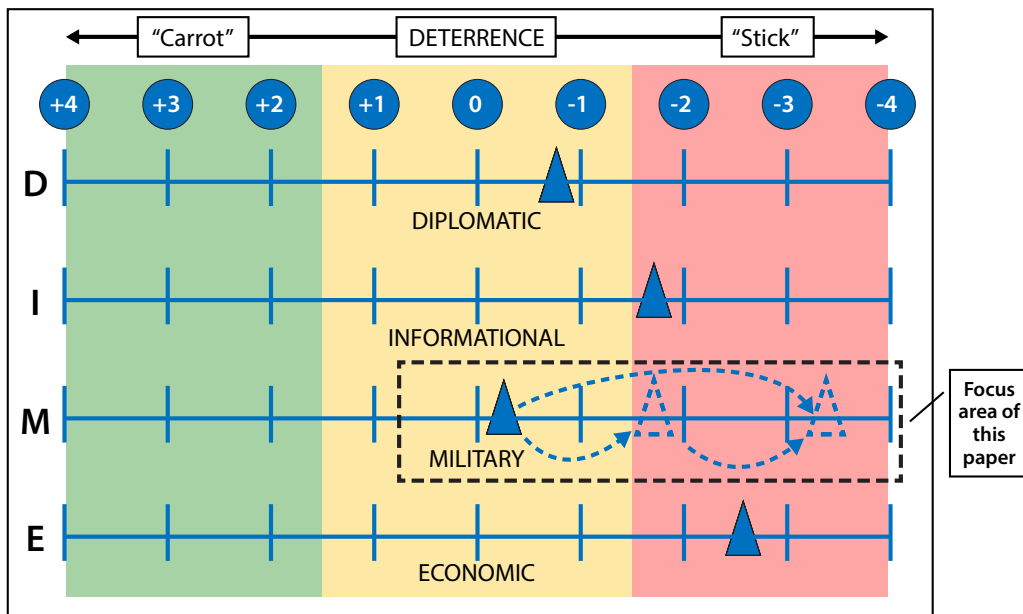 “Carrot” DETERRENCE “Stick”
+4 +3 +2 +1 0 -1 -2 -3 -4
D
DIPLOMATIC
I
INFORMATIONAL
M
MILITARY
Focus
area of
this
paper
E
ECONOMIC